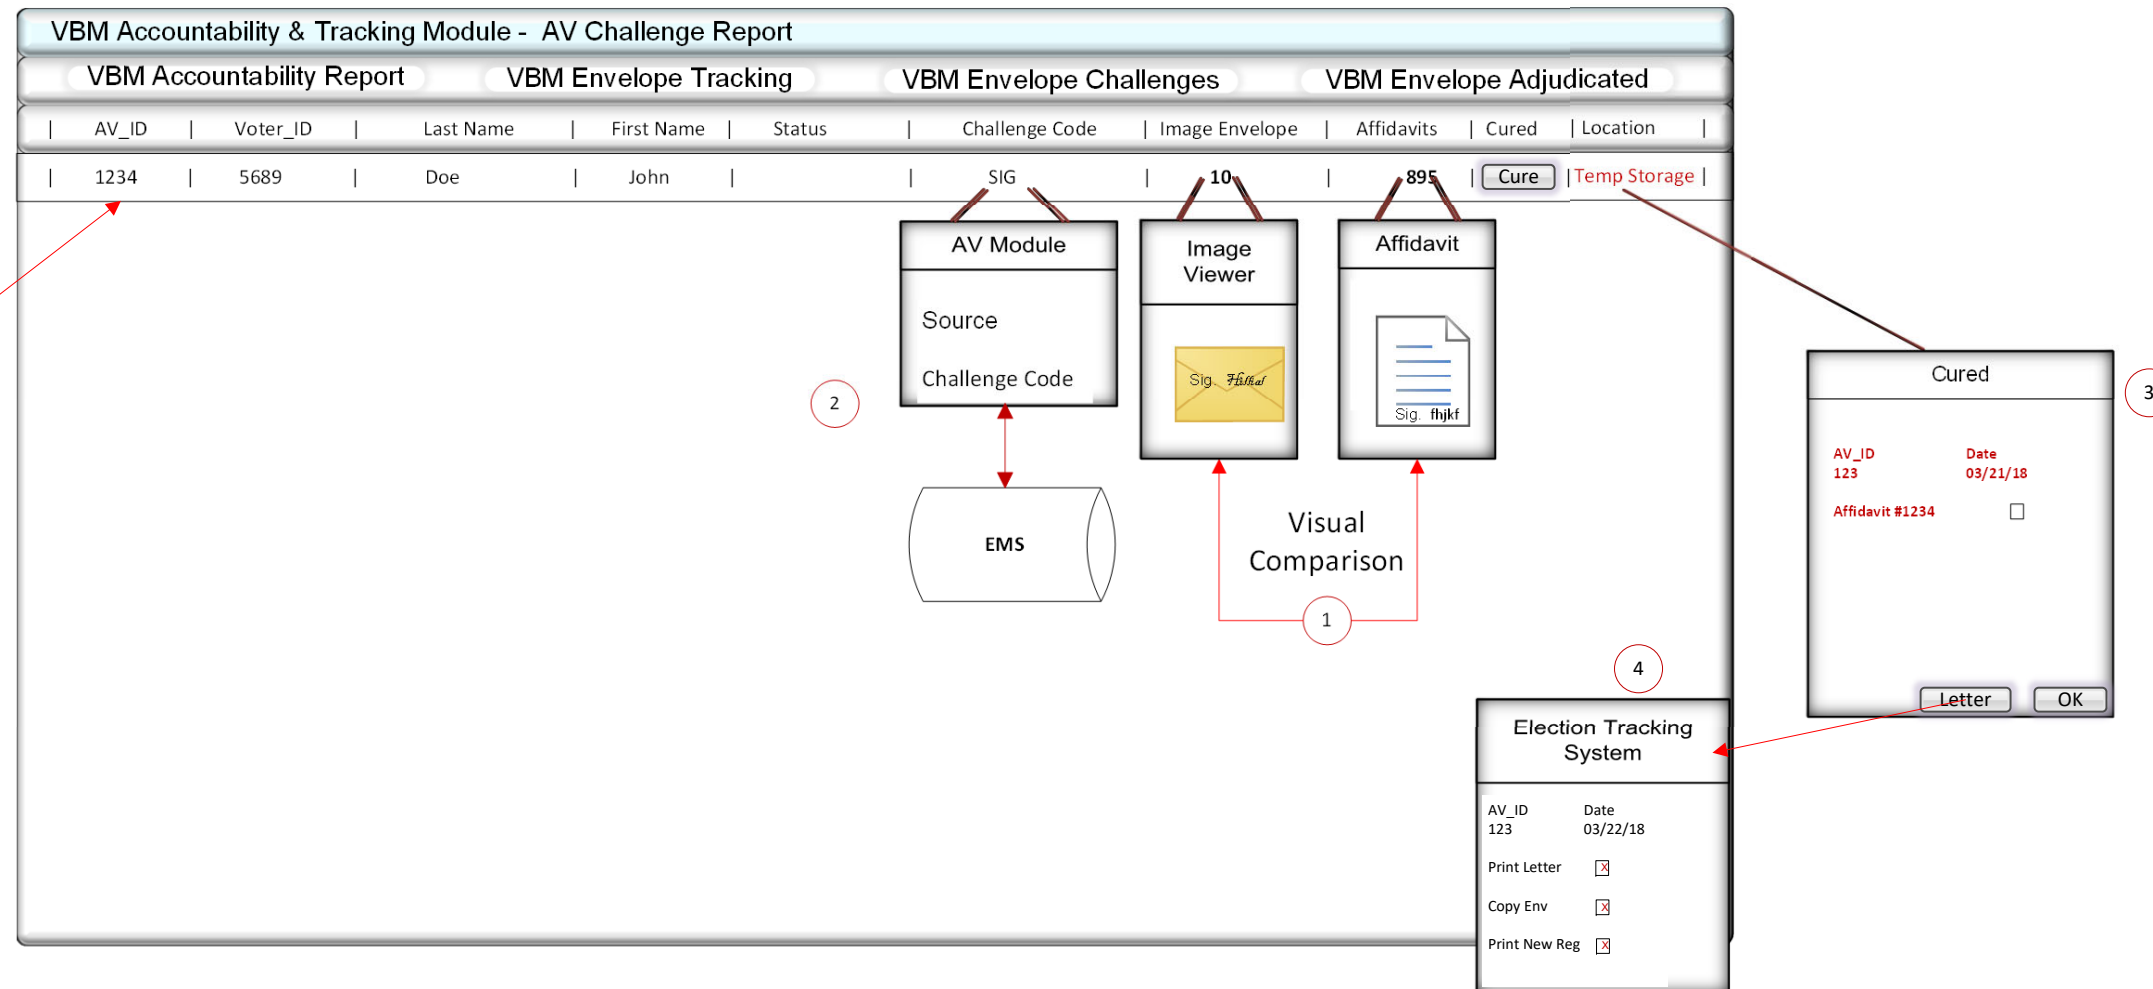 VBM Accountability & Tracking Module - AV Challenge Report
VBM Accountability Report VBM Envelope Tracking VBM Envelope Challenges VBM Envelope Adjudicated
| AV_ID | Voter_ID | Last Name | First Name | Status | Challenge Code | Image Envelope | Affidavits | Cured | Location |
| 1234 | 5689 | Doe | John | | SIG | 10 | 895 | Cure | Temp Storage |
AV Module
Source
Challenge Code
2
EMS
Image
Viewer
Sig.
Affidavit
Sig. fhjkf
Visual
Comparison
1
Cured
3
AV_ID Date
123 03/21/18
Affidavit #1234
Letter OK
4
Election Tracking
System
AV_ID Date
123 03/22/18
Print Letter X
Copy Env X
Print New Reg X